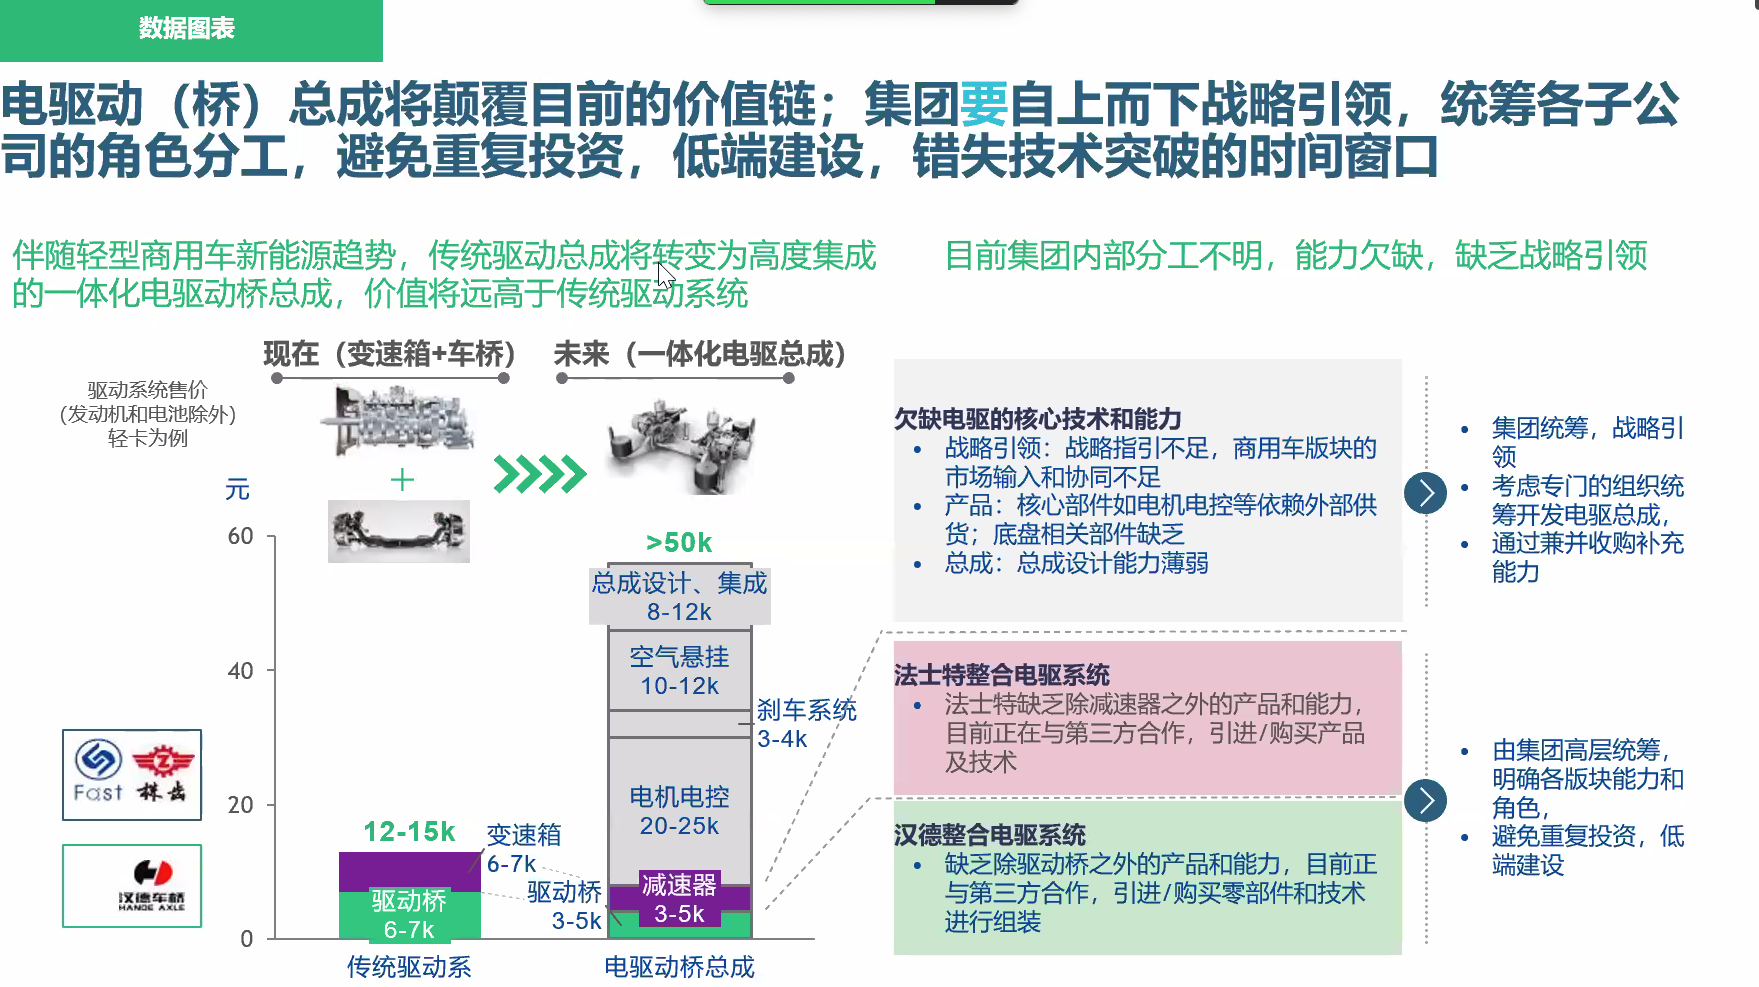 数据图表
电驱动（桥）总成将颠覆目前的价值链；集团要自上而下战略引领，统筹各子公
司的角色分工，避免重复投资，低端建设，错失技术突破的时间窗口
伴随轻型商用车新能源趋势，传统驱动总成将转变为高度集成
的一体化电驱动桥总成，价值将远高于传统驱动系统
目前集团内部分工不明，能力欠缺，缺乏战略引领
现在（变速箱+车桥）
未来（一体化电驱总成）
驱动系统售价
（发动机和电池除外）
轻卡为例
元
60
40
20
0
Fast
Z
株齿
汉德车桥
HANDE AXLE
12-15k
变速箱
6-7k
驱动桥
6-7k
传统驱动系
>50k
总成设计、集成
8-12k
空气悬挂
10-12k
刹车系统
3-4k
电机电控
20-25k
减速器
3-5k
驱动桥
3-5k
电驱动桥总成
欠缺电驱的核心技术和能力
• 战略引领：战略指引不足，商用车版块的
市场输入和协同不足
• 产品：核心部件如电机电控等依赖外部供
货；底盘相关部件缺乏
• 总成：总成设计能力薄弱
• 集团统筹，战略引
领
• 考虑专门的组织统
筹开发电驱总成，
• 通过兼并收购补充
能力
法士特整合电驱系统
• 法士特缺乏除减速器之外的产品和能力，
目前正在与第三方合作，引进/购买产品
及技术
汉德整合电驱系统
• 缺乏除驱动桥之外的产品和能力，目前正
与第三方合作，引进/购买零部件和技术
进行组装
• 由集团高层统筹，
明确各版块能力和
角色，
• 避免重复投资，低
端建设